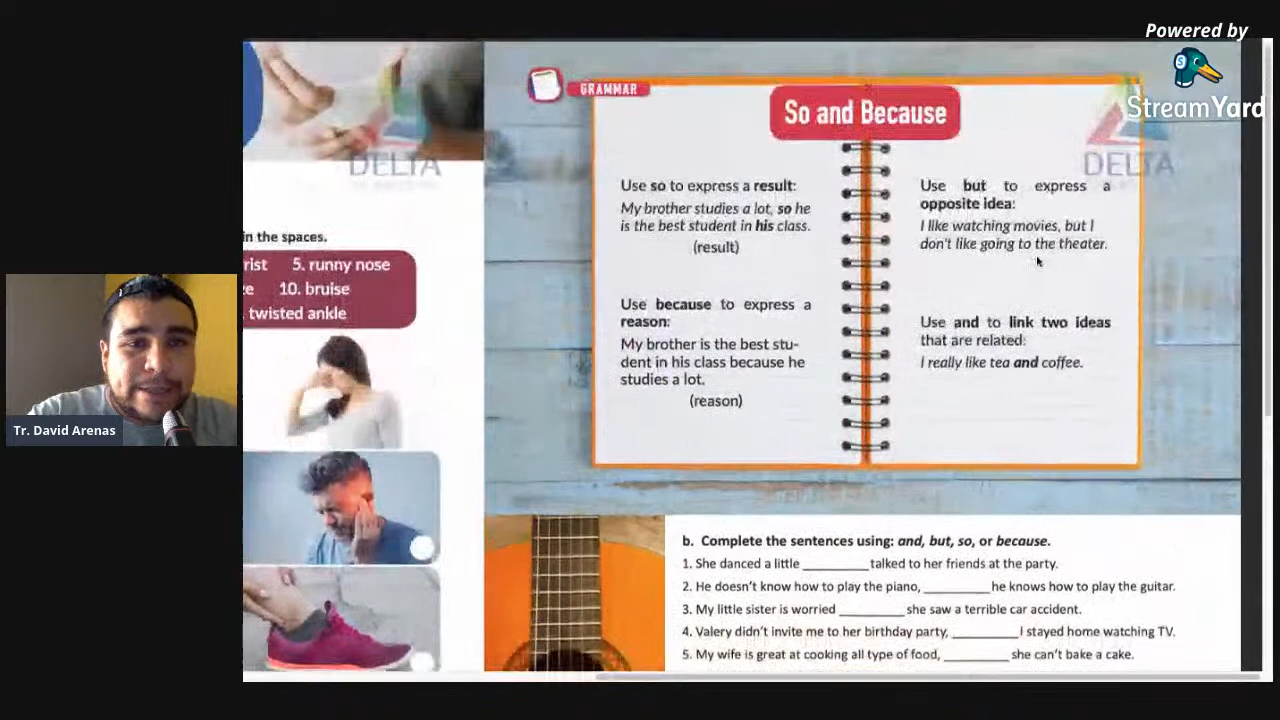 Powered by
StreamYard
GRAMMAR
So and Because
DELTA
DELTA
Use so to express a result:
My brother studies a lot, so he
is the best student in his class.
(result)
Use because to express a
reason:
My brother is the best stu-
dent in his class because he
studies a lot.
(reason)
Use but to express a
opposite idea:
I like watching movies, but I
don't like going to the theater.
Use and to link two ideas
that are related:
I really like tea and coffee.
in the spaces.
rist 5. runny nose
10. bruise
twisted ankle
Tr. David Arenas
b. Complete the sentences using: and, but, so, or because.
1. She danced a little __________ talked to her friends at the party.
2. He doesn't know how to play the piano, __________ he knows how to play the guitar.
3. My little sister is worried __________ she saw a terrible car accident.
4. Valery didn't invite me to her birthday party, __________ I stayed home watching TV.
5. My wife is great at cooking all type of food, __________ she can't bake a cake.